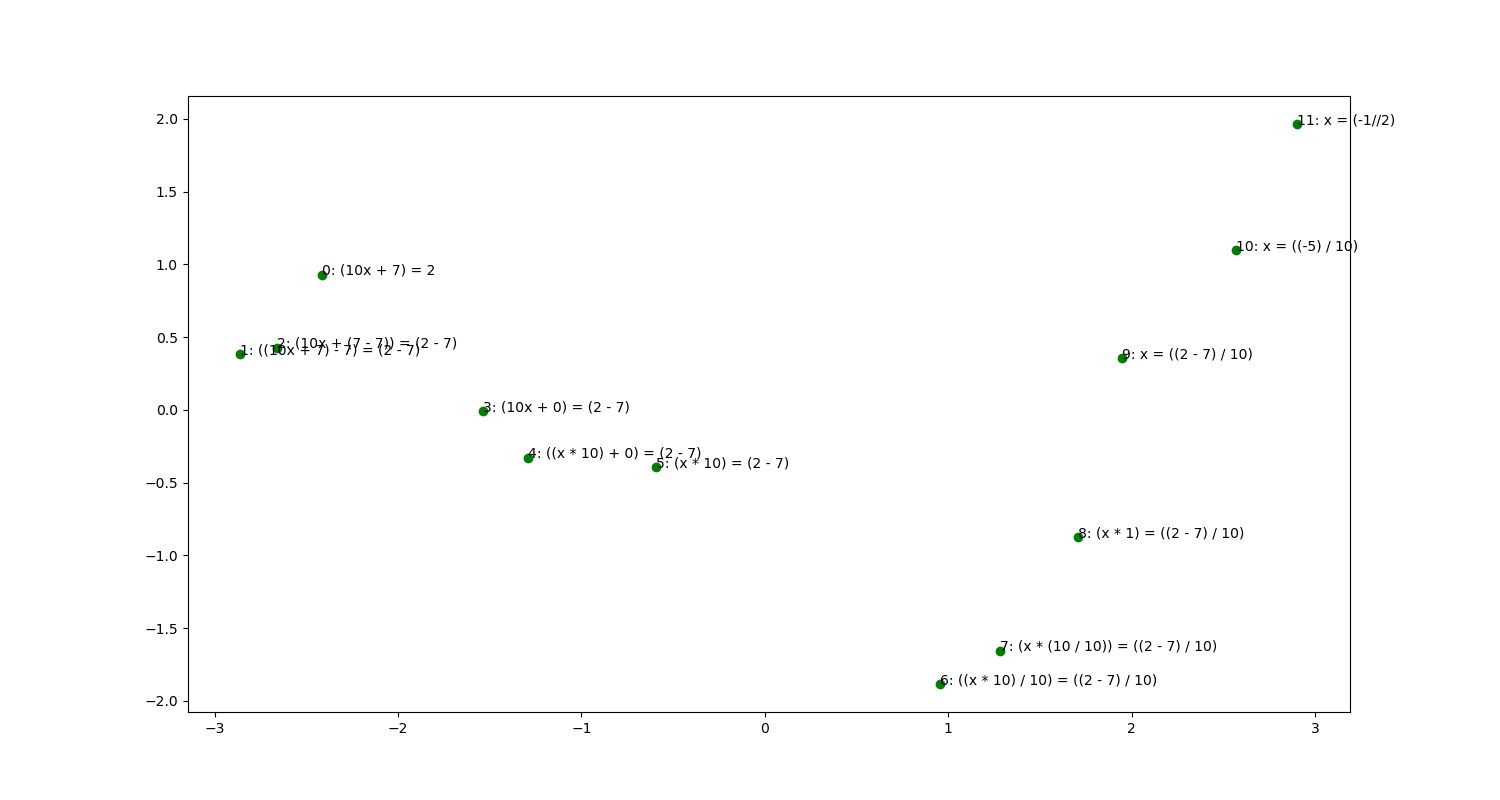 2.0
1.5
1.0
0.5
0.0
−0.5
−1.0
−1.5
−2.0
−3
−2
−1
0
1
2
3
11: x = (-1//2)
10: x = ((-5) / 10)
0: (10x + 7) = 2
2: (10x + (7 - 7)) = (2 - 7)
1: ((10x + 7) - 7) = (2 - 7)
9: x = ((2 - 7) / 10)
3: (10x + 0) = (2 - 7)
4: ((x * 10) + 0) = (2 - 7)
5: (x * 10) = (2 - 7)
8: (x * 1) = ((2 - 7) / 10)
7: (x * (10 / 10)) = ((2 - 7) / 10)
6: ((x * 10) / 10) = ((2 - 7) / 10)